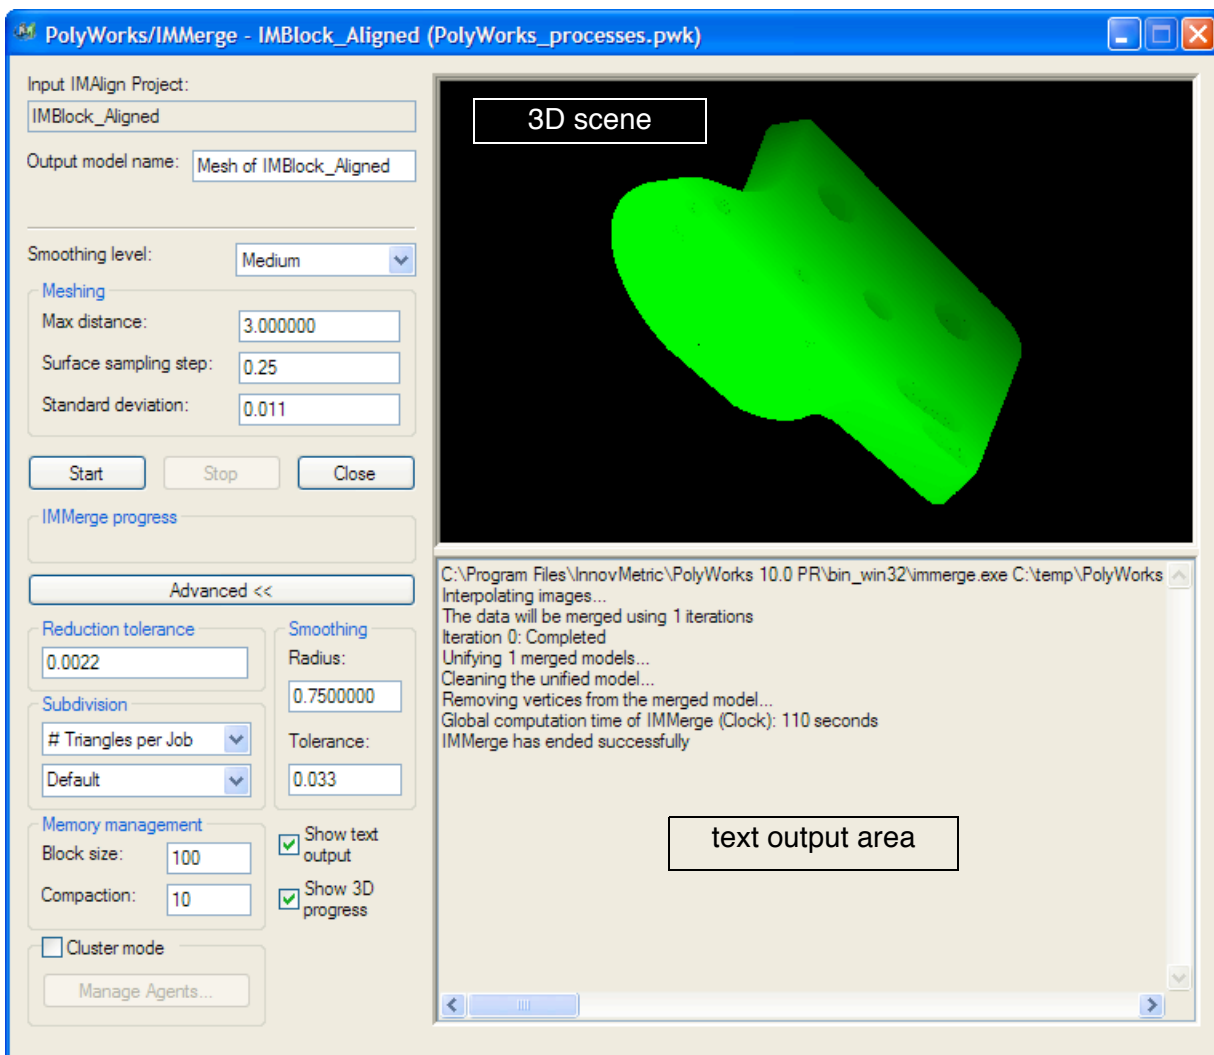 PolyWorks/IMMerge - IMBlock_Aligned (PolyWorks_processes.pwk)
Input IMAlign Project:
IMBlock_Aligned
Output model name: Mesh of IMBlock_Aligned
Smoothing level: Medium
Meshing
Max distance: 3.000000
Surface sampling step: 0.25
Standard deviation: 0.011
Start Stop Close
IMMerge progress
Advanced <<
Reduction tolerance
0.0022
Smoothing
Radius:
0.7500000
Tolerance:
0.033
Subdivision
# Triangles per Job
Default
Memory management
Block size: 100
Compaction: 10
Show text
output
Show 3D
progress
Cluster mode
Manage Agents...
3D scene
C:\Program Files\InnovMetric\PolyWorks 10.0 PR\bin_win32\immerge.exe C:\temp\PolyWorks
Interpolating images...
The data will be merged using 1 iterations
Iteration 0: Completed
Unifying 1 merged models...
Cleaning the unified model...
Removing vertices from the merged model...
Global computation time of IMMerge (Clock): 110 seconds
IMMerge has ended successfully
text output area